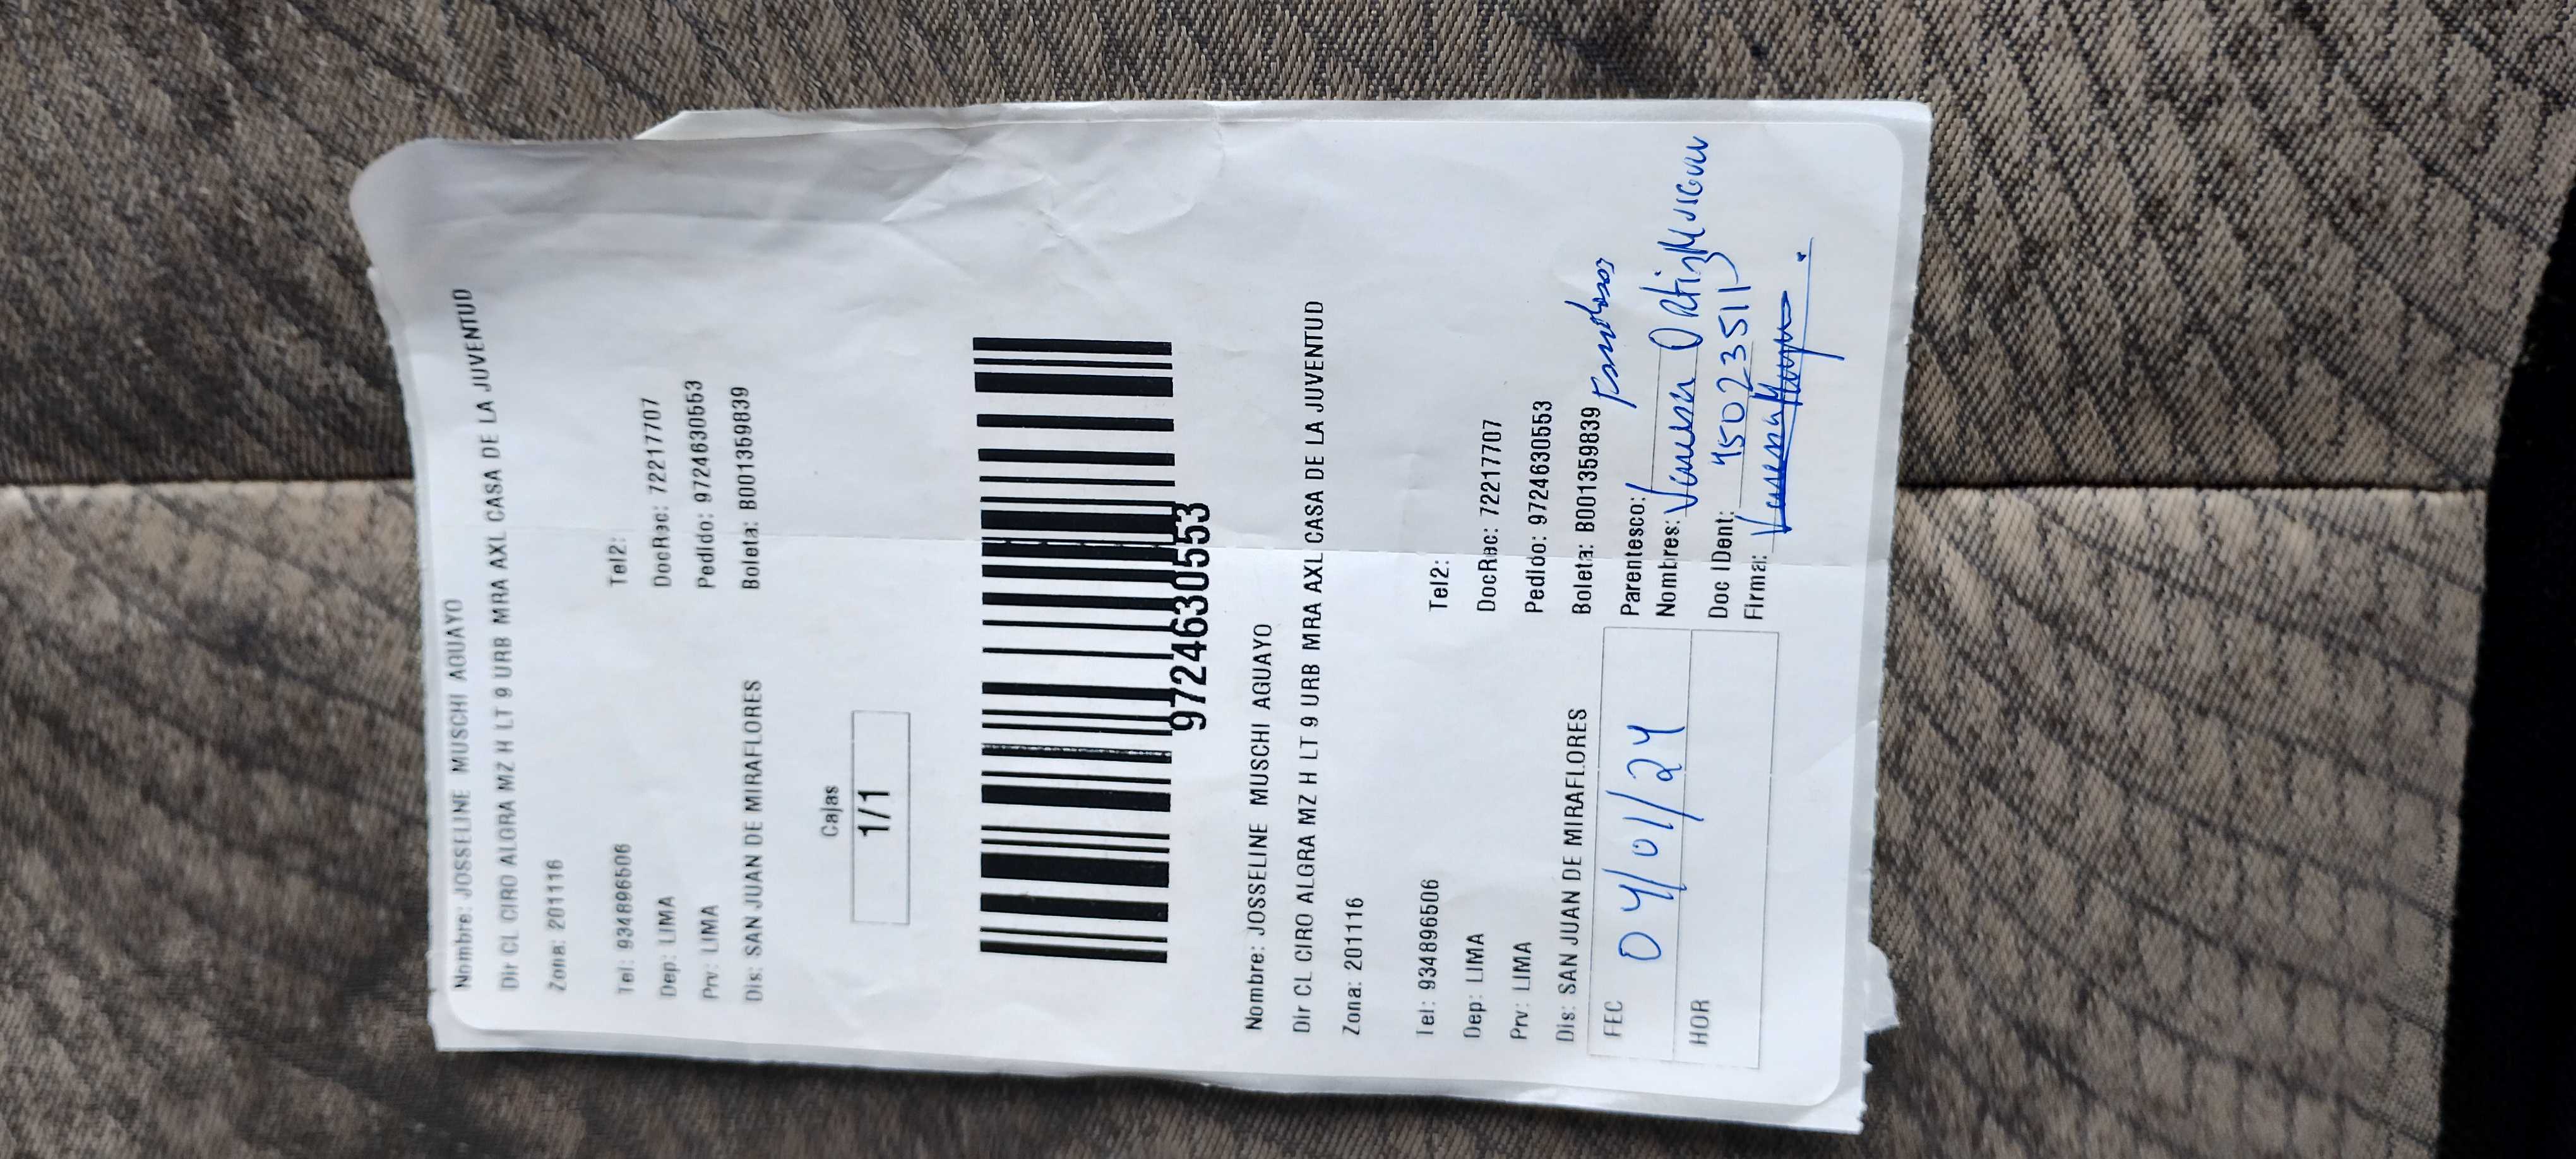 Nombre: JOSSELINE MUSCHI AGUAYO
Dir CL CIRO ALGRA MZ H LT 9 URB MRA AXL CASA DE LA JUVENTUD
Zona: 201116
Tel: 934896506 Tel2:
Dep: LIMA DocRec: 72217707
Prv: LIMA Pedido: 9724630553
Dis: SAN JUAN DE MIRAFLORES Boleta: B001359839
Cajas
1/1
9724630553
Nombre: JOSSELINE MUSCHI AGUAYO
Dir CL CIRO ALGRA MZ H LT 9 URB MRA AXL CASA DE LA JUVENTUD
Zona: 201116
Tel: 934896506 Tel2:
Dep: LIMA DocRec: 72217707
Prv: LIMA Pedido: 9724630553
Dis: SAN JUAN DE MIRAFLORES Boleta: B001359839
FEC 04/01/24 Parentesco:
Nombres: Vanessa Ortiz
HOR Doc IDent: 45023511
Firma: